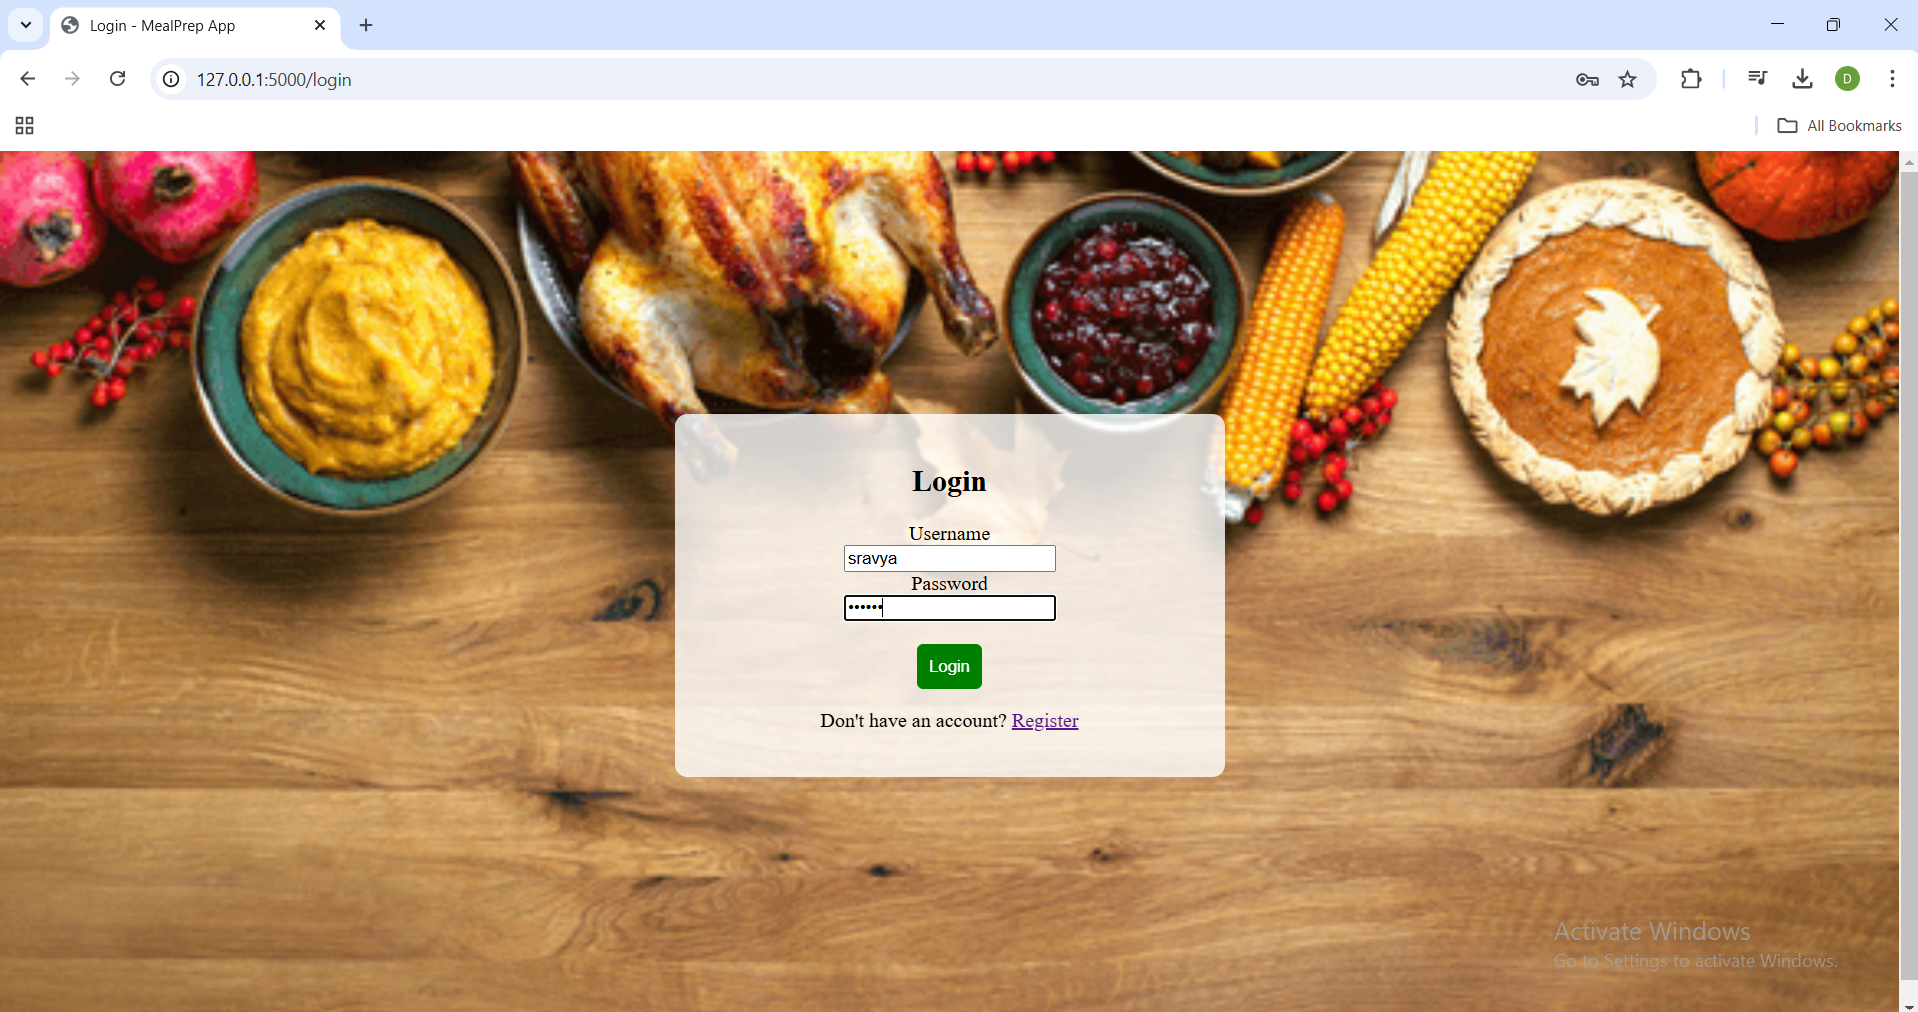 Login - MealPrep App
127.0.0.1:5000/login
D
All Bookmarks
Login
Username
sravya
Password
••••••
Login
Don't have an account? Register
Activate Windows
Go to Settings to activate Windows.